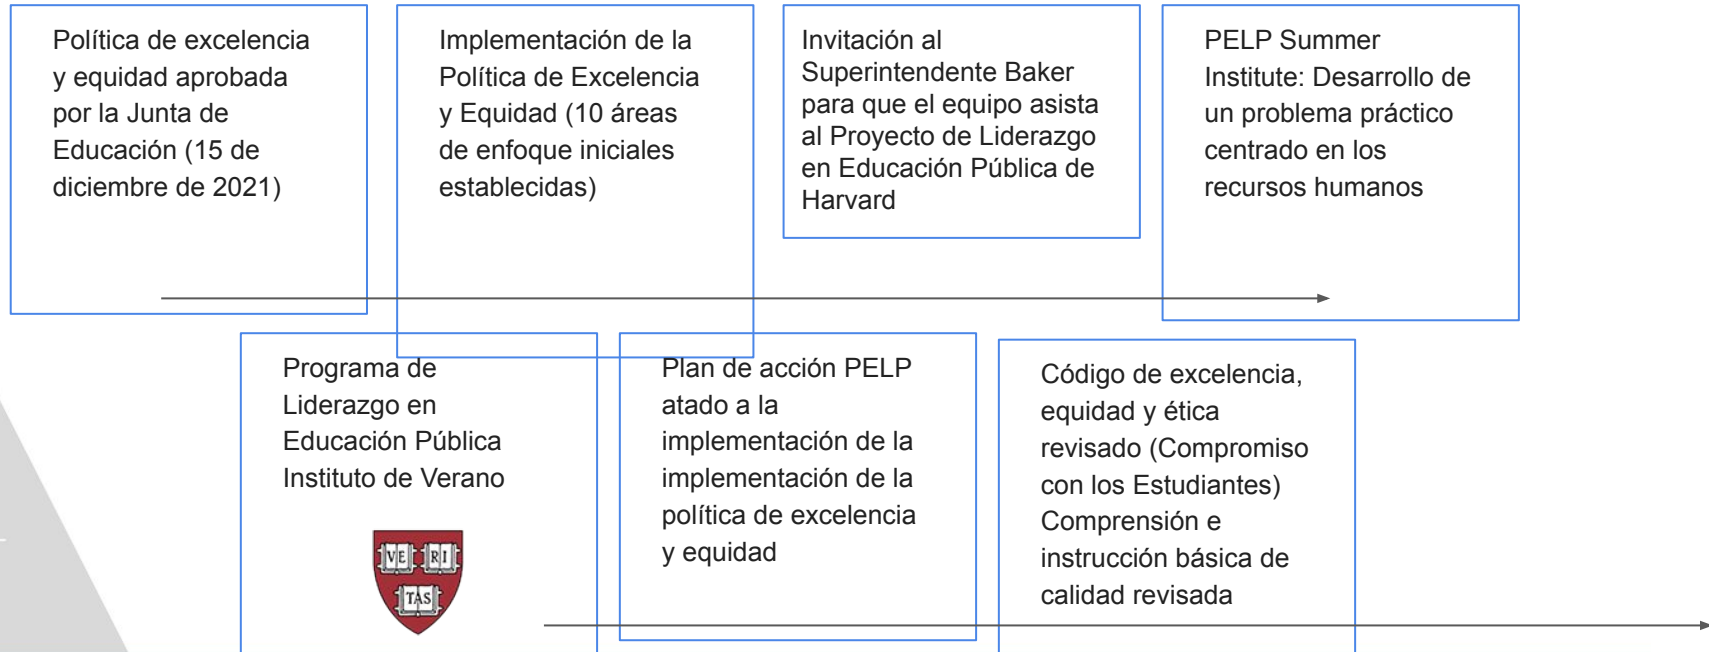 Política de excelencia
y equidad aprobada
por la Junta de
Educación (15 de
diciembre de 2021)
Implementación de la
Política de Excelencia
y Equidad (10 áreas
de enfoque iniciales
establecidas)
Invitación al
Superintendente Baker
para que el equipo asista
al Proyecto de Liderazgo
en Educación Pública de
Harvard
PELP Summer
Institute: Desarrollo de
un problema práctico
centrado en los
recursos humanos
Programa de
Liderazgo en
Educación Pública
Instituto de Verano
VE RI
TAS
Plan de acción PELP
atado a la
implementación de la
implementación de la
política de excelencia
y equidad
Código de excelencia,
equidad y ética
revisado (Compromiso
con los Estudiantes)
Comprensión e
instrucción básica de
calidad revisada